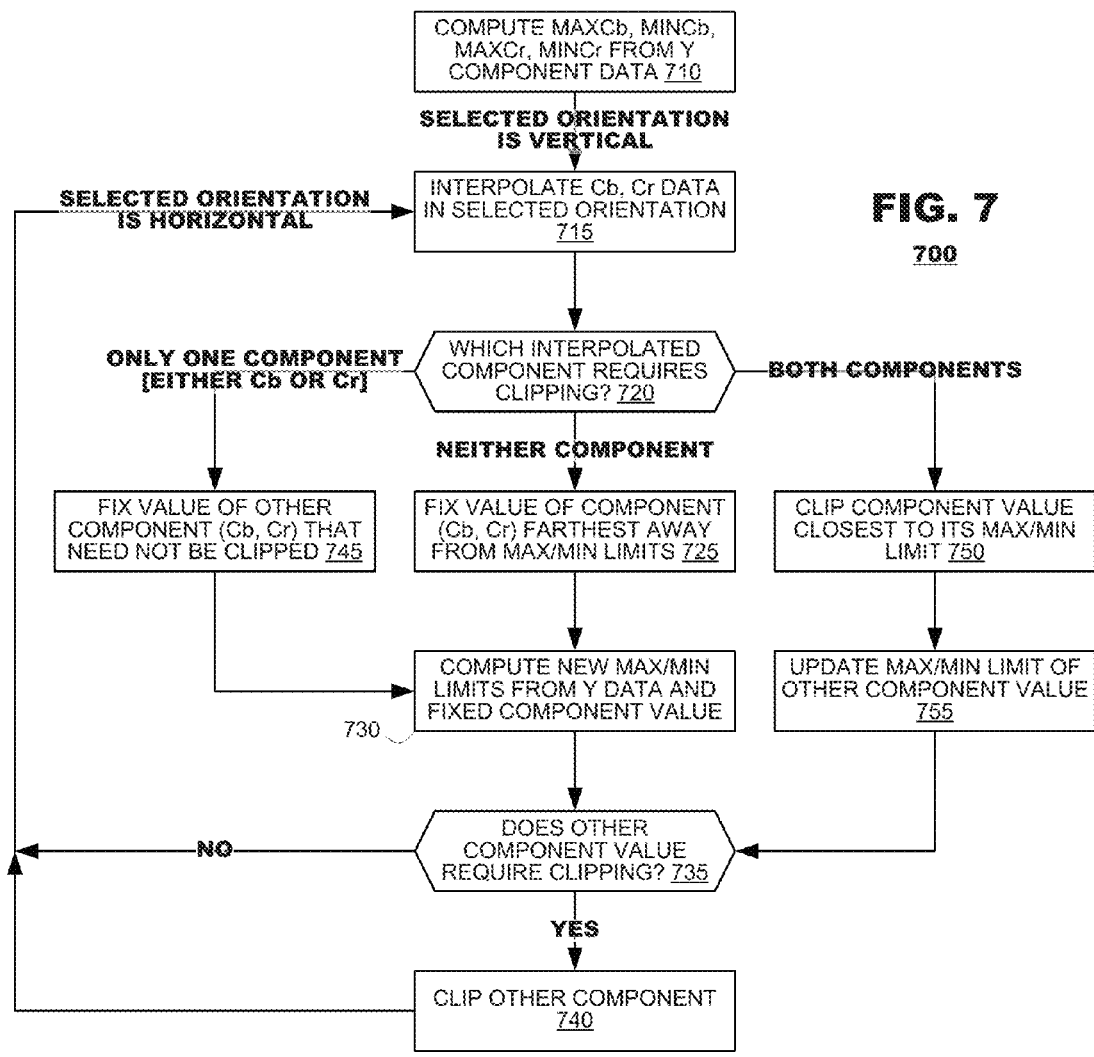 COMPUTE MAXCb, MINCb,
MAXCr, MINCr FROM Y
COMPONENT DATA 710
SELECTED ORIENTATION
IS VERTICAL
SELECTED ORIENTATION
IS HORIZONTAL
INTERPOLATE Cb, Cr DATA
IN SELECTED ORIENTATION
715
FIG. 7
700
ONLY ONE COMPONENT
[EITHER Cb OR Cr]
WHICH INTERPOLATED
COMPONENT REQUIRES
CLIPPING? 720
BOTH COMPONENTS
NEITHER COMPONENT
FIX VALUE OF OTHER
COMPONENT (Cb, Cr) THAT
NEED NOT BE CLIPPED 745
FIX VALUE OF COMPONENT
(Cb, Cr) FARTHEST AWAY
FROM MAX/MIN LIMITS 725
CLIP COMPONENT VALUE
CLOSEST TO ITS MAX/MIN
LIMIT 750
COMPUTE NEW MAX/MIN
LIMITS FROM Y DATA AND
FIXED COMPONENT VALUE
730
UPDATE MAX/MIN LIMIT OF
OTHER COMPONENT VALUE
755
DOES OTHER
COMPONENT VALUE
REQUIRE CLIPPING? 735
NO
YES
CLIP OTHER COMPONENT
740